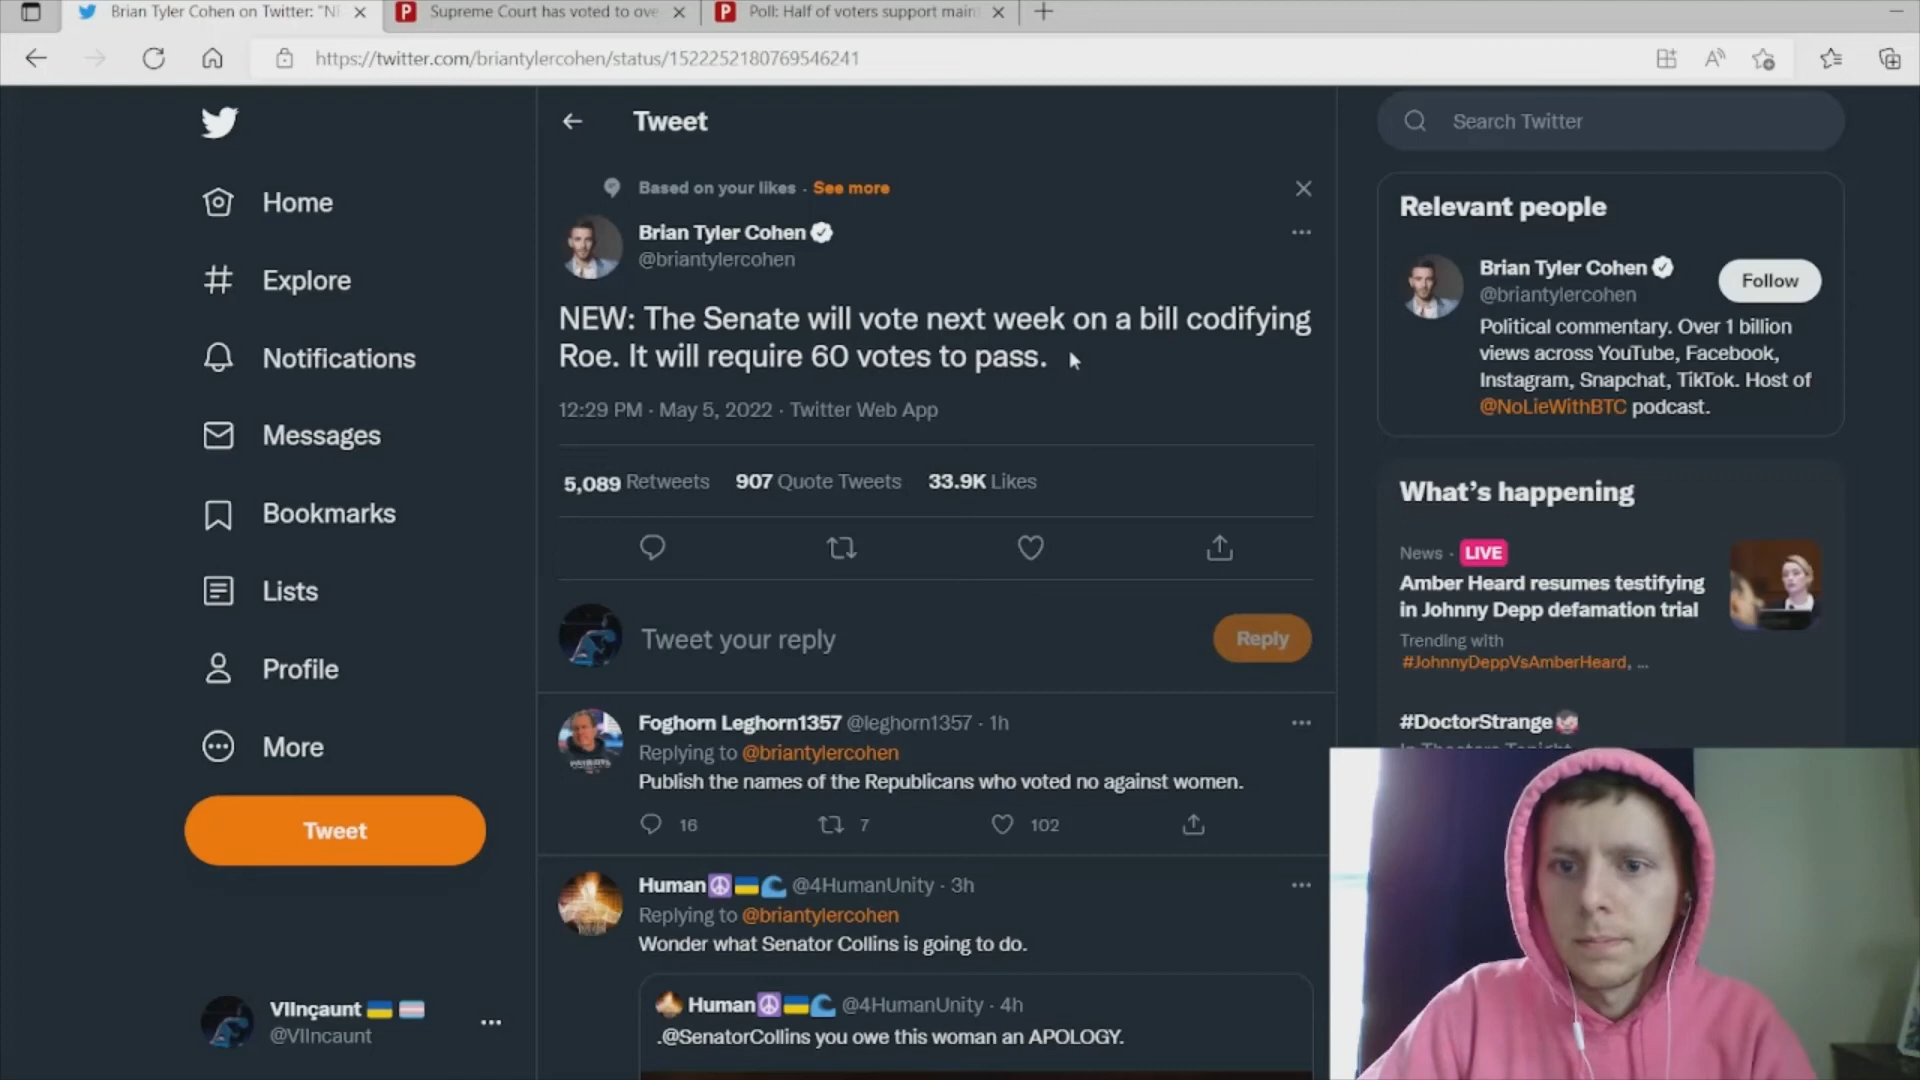 Brian Tyler Cohen on Twitter: "NE
Supreme Court has voted to ove
Poll: Half of voters support main
https://twitter.com/briantylercohen/status/1522252180769546241
Tweet
Search Twitter
Based on your likes · See more
Relevant people
Home
Brian Tyler Cohen
@briantylercohen
Brian Tyler Cohen
@briantylercohen
Follow
Explore
NEW: The Senate will vote next week on a bill codifying
Roe. It will require 60 votes to pass.
Political commentary. Over 1 billion
views across YouTube, Facebook,
Instagram, Snapchat, TikTok. Host of
@NoLieWithBTC podcast.
Notifications
12:29 PM · May 5, 2022 · Twitter Web App
Messages
5,089 Retweets 907 Quote Tweets 33.9K Likes
What's happening
Bookmarks
News · LIVE
Amber Heard resumes testifying
in Johnny Depp defamation trial
Trending with
#JohnnyDeppVsAmberHeard, ...
Lists
Tweet your reply
Reply
Profile
Foghorn Leghorn1357 @leghorn1357 · 1h
Replying to @briantylercohen
Publish the names of the Republicans who voted no against women.
16 7 102
#DoctorStrange
In Theaters Tonight
More
Tweet
Human @4HumanUnity · 3h
Replying to @briantylercohen
Wonder what Senator Collins is going to do.
Human @4HumanUnity · 4h
.@SenatorCollins you owe this woman an APOLOGY.
VIInçaunt
@VIIncaunt